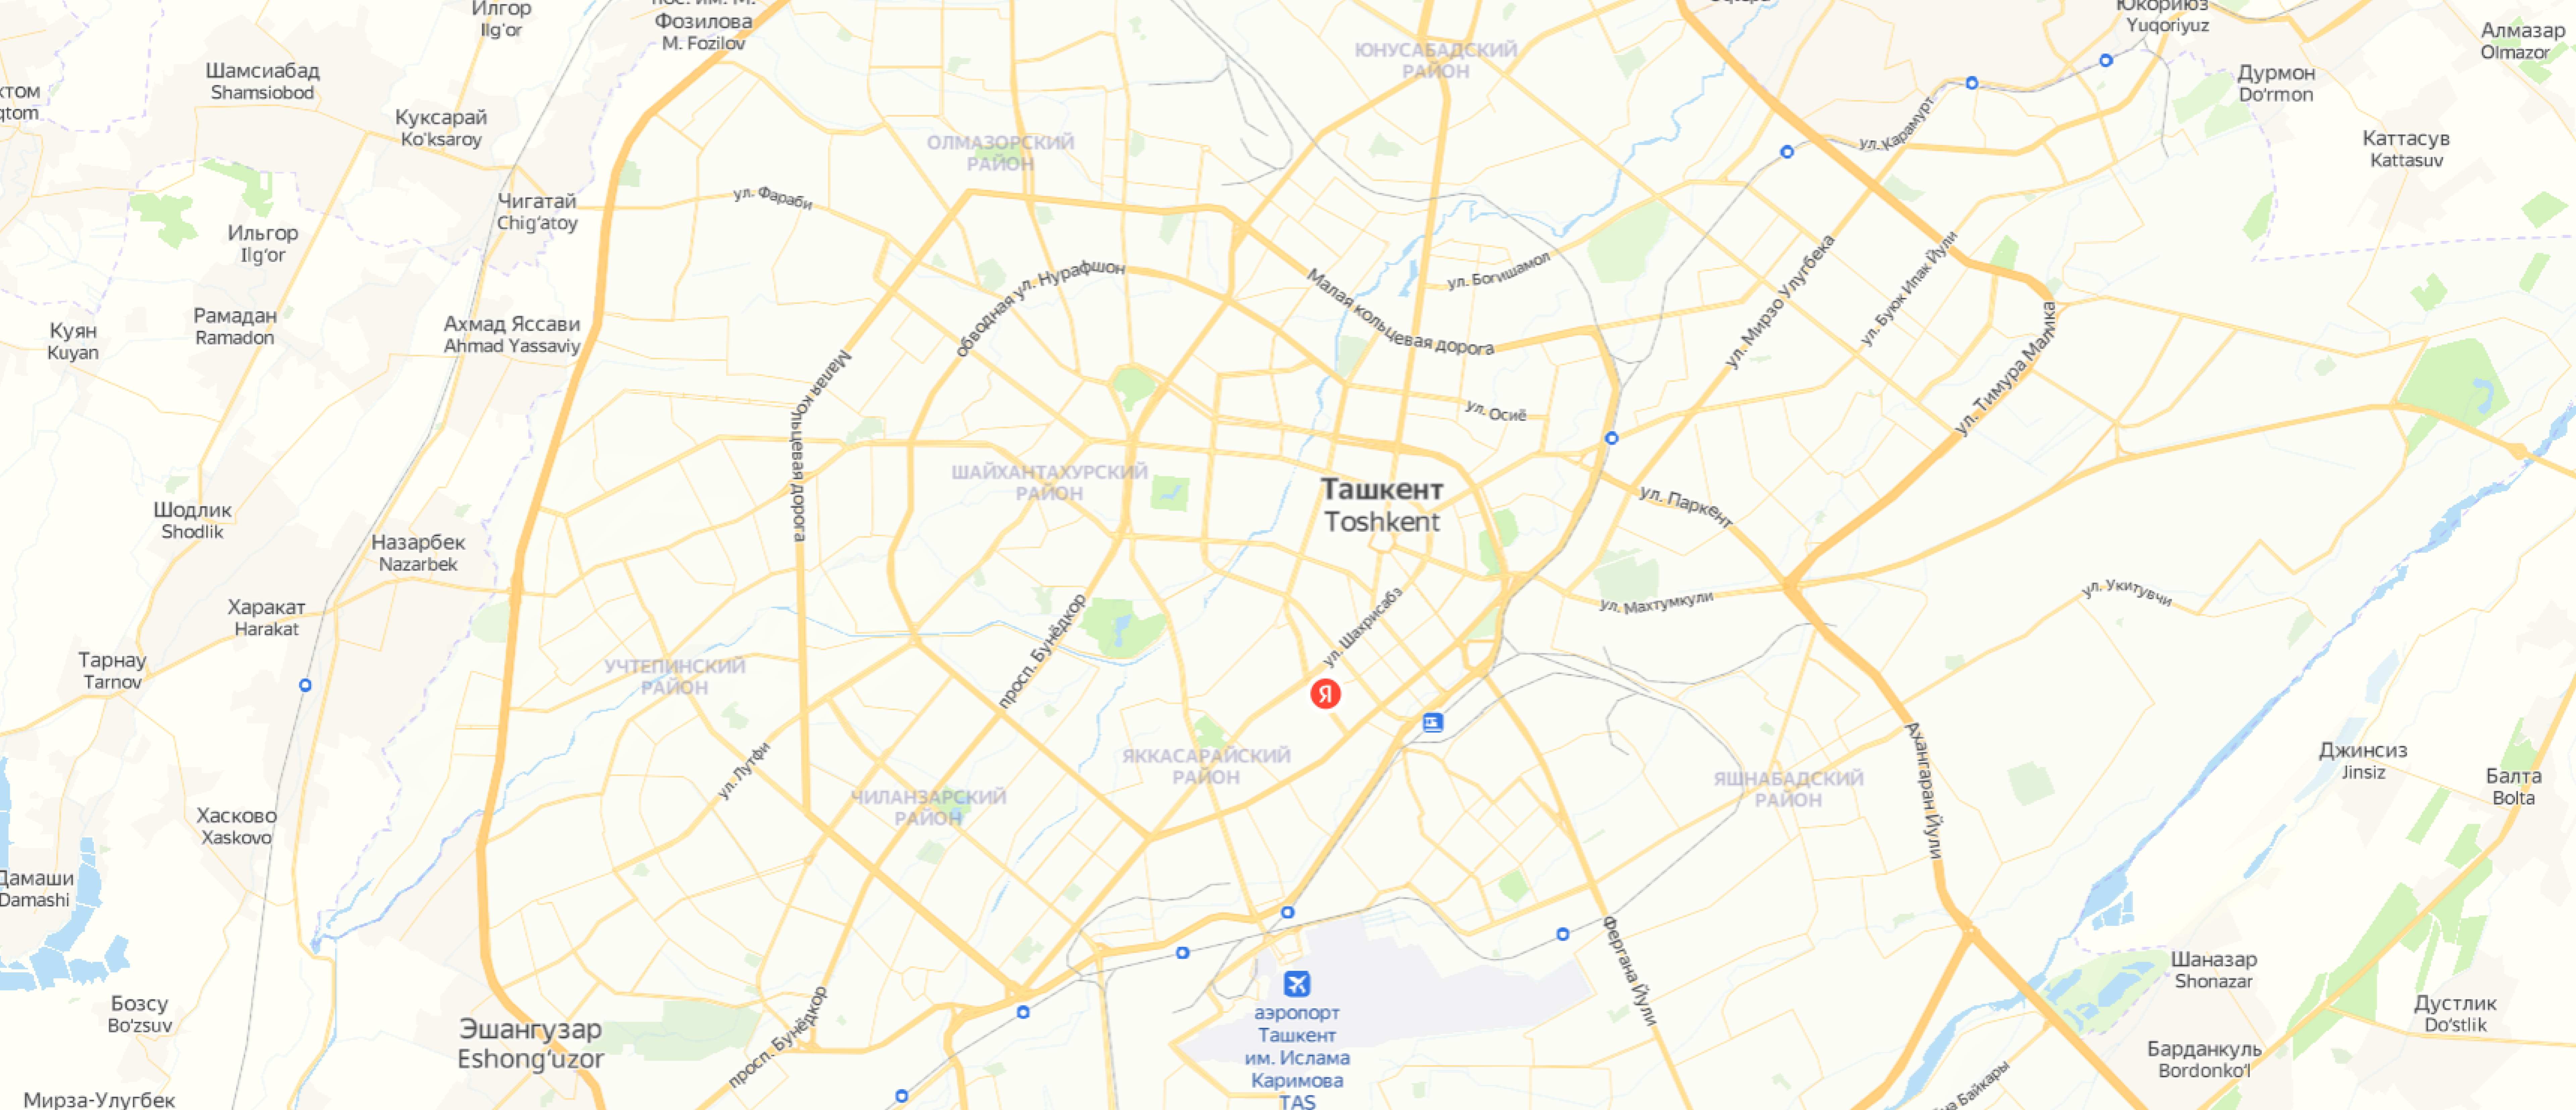 Илгор
Ilg'or
Фозилова
M. Fozilov
Юкориюз
Yuqoriyuz
Алмазар
Olmazor
ЮНУСАБАДСКИЙ
РАЙОН
Шамсиабад
Shamsiobod
Дурмон
Do‘rmon
Куксарай
Ko'ksaroy
ОЛМАЗОРСКИЙ
РАЙОН
ул. Карамурт
Каттасув
Kattasuv
ул. Фараби
Чигатай
Chig‘atoy
Ильгор
Ilg‘or
обводная ул. Нурафшон
ул. Богишамол
Малая кольцевая дорога
ул. Мирзо Улугбека
ул. Буюк Ипак Йули
ул. Тимура Малика
Куян
Kuyan
Рамадан
Ramadon
Ахмад Яссави
Ahmad Yassaviy
Малая кольцевая дорога
ул. Осиё
ШАЙХАНТАХУРСКИЙ
РАЙОН
Ташкент
Toshkent
ул. Паркент
Шодлик
Shodlik
Назарбек
Nazarbek
Харакат
Harakat
просп. Бунёдкор
ул. Шахрисабз
ул. Махтумкули
ул. Укитувчи
Тарнау
Tarnov
УЧТЕПИНСКИЙ
РАЙОН
Я
ул. Лутфи
ЯККАСАРАЙСКИЙ
РАЙОН
ЯШНАБАДСКИЙ
РАЙОН
Ахангаран Йули
Джинсиз
Jinsiz
Балта
Bolta
ЧИЛАНЗАРСКИЙ
РАЙОН
Хасково
Xaskovo
Дамаши
Damashi
Фергана Йули
Шаназар
Shonazar
Бозсу
Bo'zsuv
Эшангузар
Eshong‘uzor
просп. Бунёдкор
аэропорт
Ташкент
им. Ислама
Каримова
TAS
Дустлик
Do‘stlik
Барданкуль
Bordonko‘l
Байкары
Мирза-Улугбек